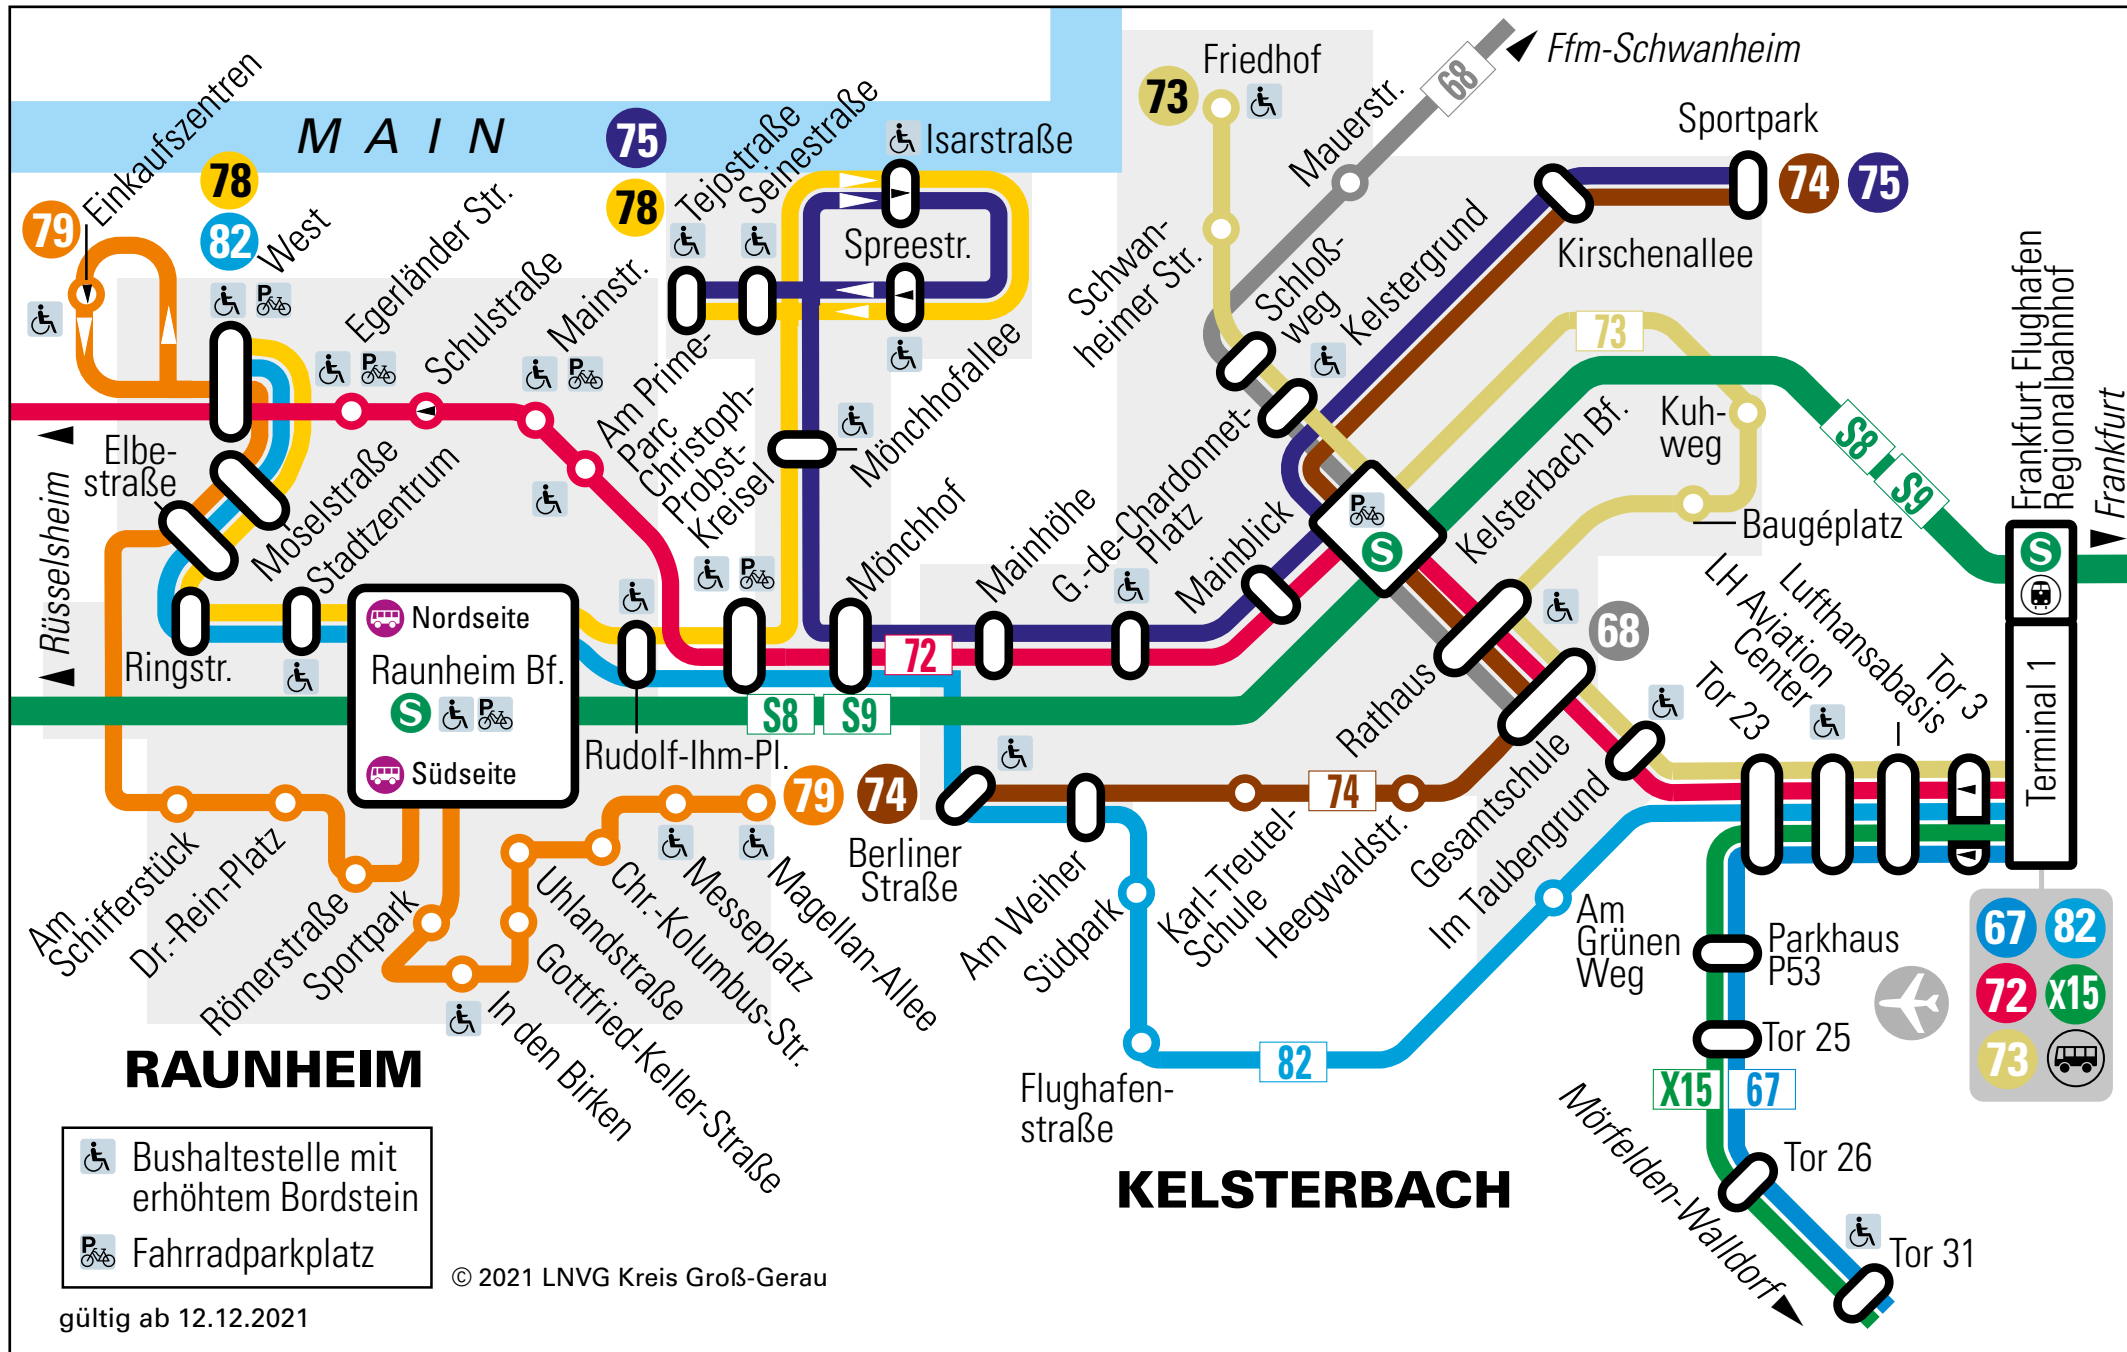 MAIN
Einkaufszentren
79
78
82
West
Egerländer Str.
Schulstraße
Mainstr.
75
78
Tejostraße
Seinestraße
Isarstraße
Spreestr.
Mönchhofallee
Am Prime-
Parc
Christoph-
Probst-
Kreisel
Mönchhof
73
Friedhof
Mauerstr.
68
Ffm-Schwanheim
Sportpark
74
75
Kirschenallee
Schwan-
heimer Str.
Schloß-
weg
Kelstergrund
73
Kuh-
weg
Baugéplatz
S8
S9
Frankfurt Flughafen
Regionalbahnhof
Frankfurt
S
Terminal 1
Rüsselsheim
Elbe-
straße
Moselstraße
Stadtzentrum
Ringstr.
Nordseite
Raunheim Bf.
S
Südseite
Rudolf-Ihm-Pl.
72
S8
S9
Mainhöhe
G.-de-Chardonnet-
Platz
Mainblick
S
Kelsterbach Bf.
68
Rathaus
Gesamtschule
Im Taubengrund
LH Aviation
Center
Lufthansabasis
Tor 23
Tor 3
79
74
Berliner
Straße
Am Weiher
Südpark
Karl-Treutel-
Schule
74
Heegwaldstr.
Am
Grünen
Weg
Am
Schifferstück
Dr.-Rein-Platz
Römerstraße
Sportpark
In den Birken
Gottfried-Keller-Straße
Uhlandstraße
Chr.-Kolumbus-Str.
Messeplatz
Magellan-Allee
Flughafen-
straße
82
Parkhaus
P53
Tor 25
X15
67
Tor 26
Tor 31
Mörfelden-Walldorf
67
82
72
X15
73
RAUNHEIM
KELSTERBACH
Bushaltestelle mit
erhöhtem Bordstein
P
Fahrradparkplatz
© 2021 LNVG Kreis Groß-Gerau
gültig ab 12.12.2021